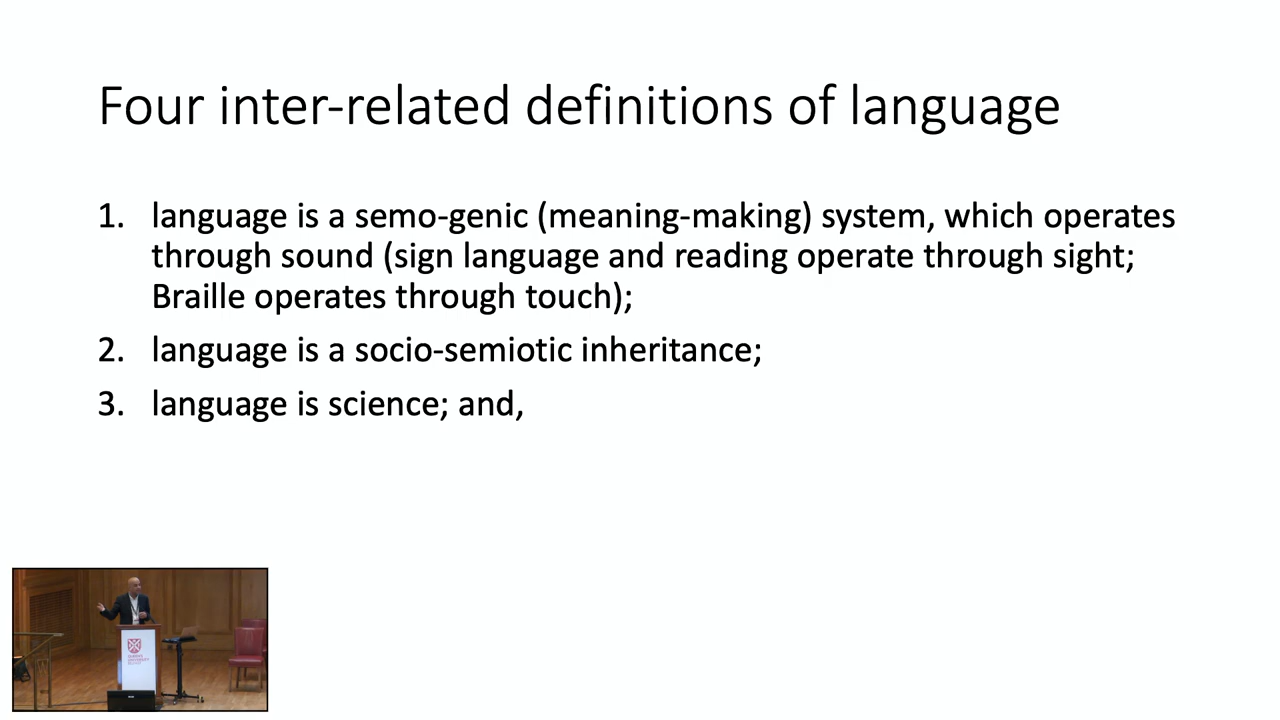 Four inter-related definitions of language
1. language is a semo-genic (meaning-making) system, which operates
through sound (sign language and reading operate through sight;
Braille operates through touch);
2. language is a socio-semiotic inheritance;
3. language is science; and,